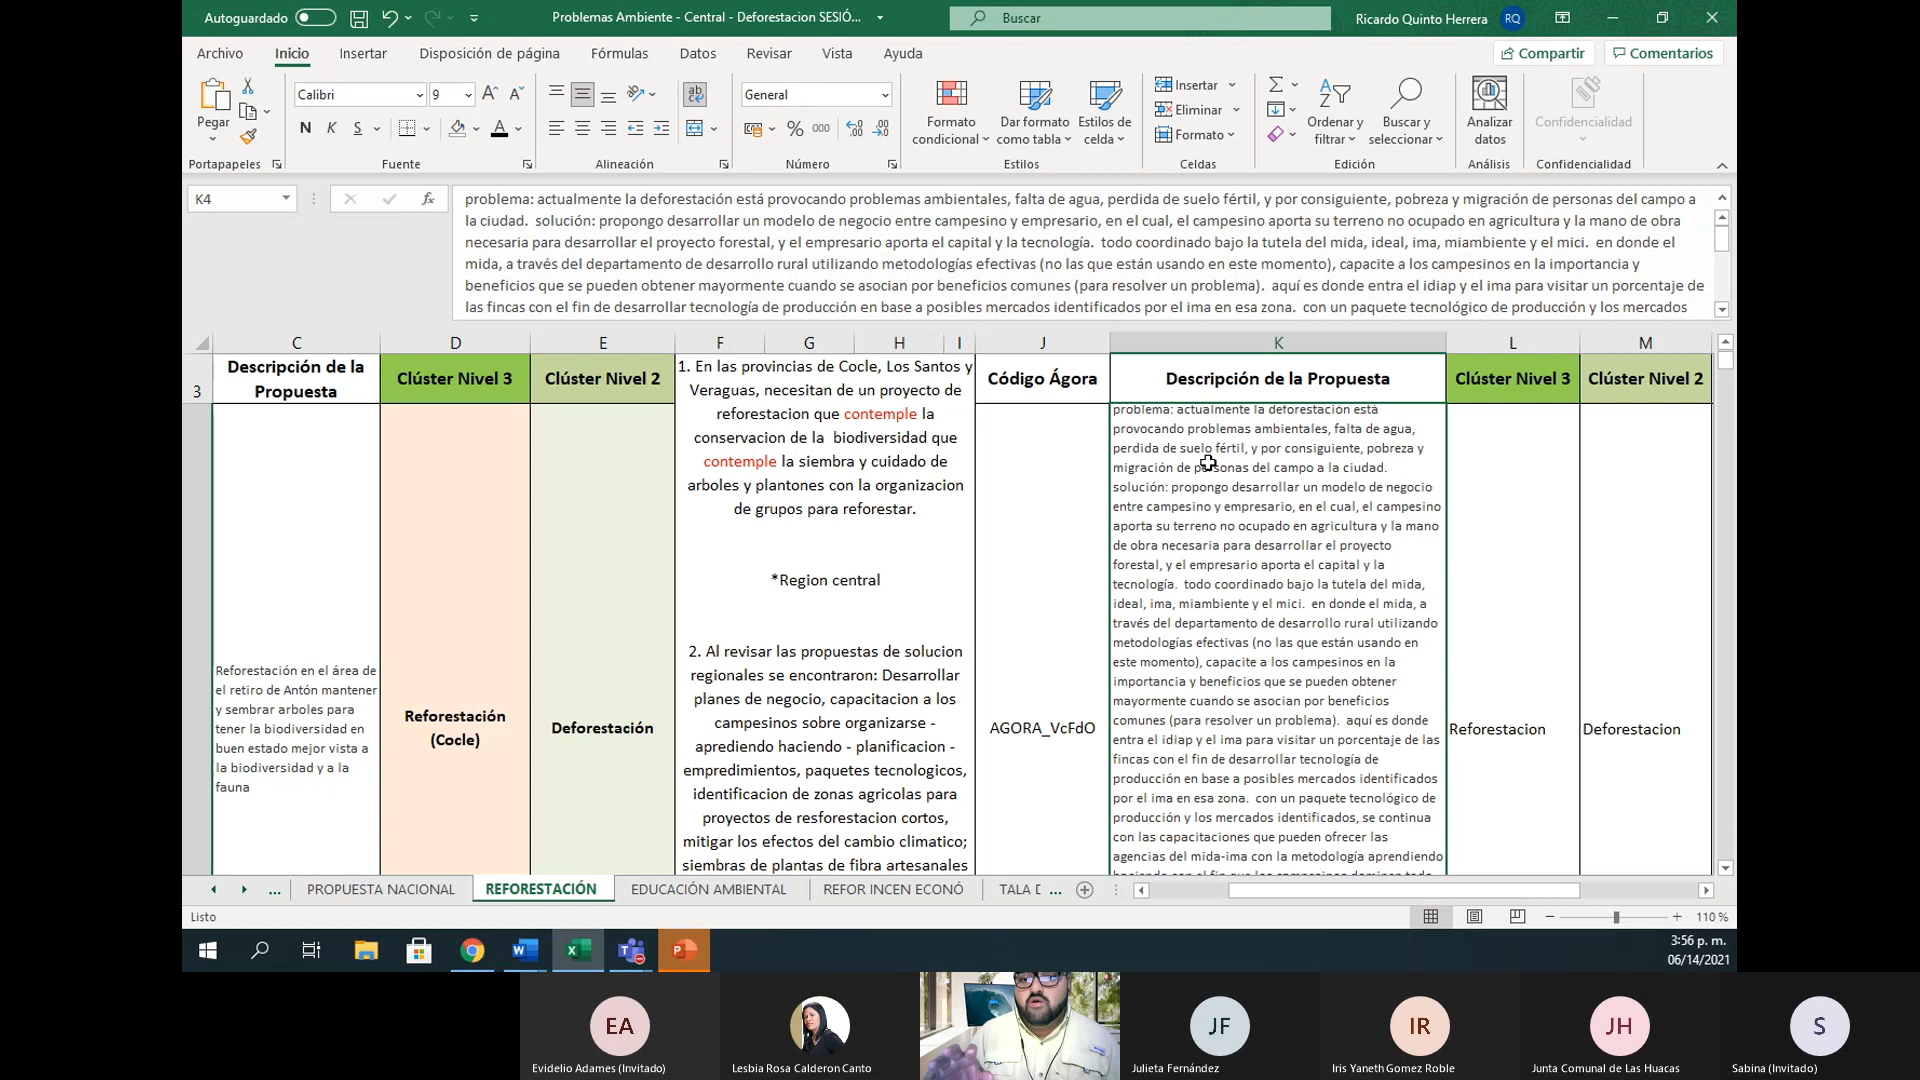 Autoguardado
Problemas Ambiente - Central - Deforestacion SESIÓ...
Buscar
Ricardo Quinto Herrera
RQ
Archivo
Inicio
Insertar
Disposición de página
Fórmulas
Datos
Revisar
Vista
Ayuda
Compartir
Comentarios
Pegar
Calibri
9
N K S
General
% 000
Formato condicional
Dar formato como tabla
Estilos de celda
Insertar
Eliminar
Formato
Ordenar y filtrar
Buscar y seleccionar
Analizar datos
Confidencialidad
Portapapeles
Fuente
Alineación
Número
Estilos
Celdas
Edición
Análisis
Confidencialidad
K4
fx
problema: actualmente la deforestación está provocando problemas ambientales, falta de agua, perdida de suelo fértil, y por consiguiente, pobreza y migración de personas del campo a
la ciudad. solución: propongo desarrollar un modelo de negocio entre campesino y empresario, en el cual, el campesino aporta su terreno no ocupado en agricultura y la mano de obra
necesaria para desarrollar el proyecto forestal, y el empresario aporta el capital y la tecnología. todo coordinado bajo la tutela del mida, ideal, ima, miambiente y el mici. en donde el
mida, a través del departamento de desarrollo rural utilizando metodologías efectivas (no las que están usando en este momento), capacite a los campesinos en la importancia y
beneficios que se pueden obtener mayormente cuando se asocian por beneficios comunes (para resolver un problema). aquí es donde entra el idiap y el ima para visitar un porcentaje de
las fincas con el fin de desarrollar tecnología de producción en base a posibles mercados identificados por el ima en esa zona. con un paquete tecnológico de producción y los mercados
C D E F G H I J K L M
3
Descripción de la
Propuesta
Clúster Nivel 3
Clúster Nivel 2
Código Ágora
Descripción de la Propuesta
Clúster Nivel 3
Clúster Nivel 2
Reforestación en el área de
el retiro de Antón mantener
y sembrar arboles para
tener la biodiversidad en
buen estado mejor vista a
la biodiversidad y a la
fauna
Reforestación
(Cocle)
Deforestación
1. En las provincias de Cocle, Los Santos y
Veraguas, necesitan de un proyecto de
reforestacion que contemple la
conservacion de la biodiversidad que
contemple la siembra y cuidado de
arboles y plantones con la organizacion
de grupos para reforestar.
*Region central
2. Al revisar las propuestas de solucion
regionales se encontraron: Desarrollar
planes de negocio, capacitacion a los
campesinos sobre organizarse -
aprediendo haciendo - planificacion -
empredimientos, paquetes tecnologicos,
identificacion de zonas agricolas para
proyectos de resforestacion cortos,
mitigar los efectos del cambio climatico;
siembras de plantas de fibra artesanales
AGORA_VcFdO
problema: actualmente la deforestación está
provocando problemas ambientales, falta de agua,
perdida de suelo fértil, y por consiguiente, pobreza y
migración de personas del campo a la ciudad.
solución: propongo desarrollar un modelo de negocio
entre campesino y empresario, en el cual, el campesino
aporta su terreno no ocupado en agricultura y la mano
de obra necesaria para desarrollar el proyecto
forestal, y el empresario aporta el capital y la
tecnología. todo coordinado bajo la tutela del mida,
ideal, ima, miambiente y el mici. en donde el mida, a
través del departamento de desarrollo rural utilizando
metodologías efectivas (no las que están usando en
este momento), capacite a los campesinos en la
importancia y beneficios que se pueden obtener
mayormente cuando se asocian por beneficios
comunes (para resolver un problema). aquí es donde
entra el idiap y el ima para visitar un porcentaje de las
fincas con el fin de desarrollar tecnología de
producción en base a posibles mercados identificados
por el ima en esa zona. con un paquete tecnológico de
producción y los mercados identificados, se continua
con las capacitaciones que pueden ofrecer las
agencias del mida-ima con la metodología aprendiendo
Reforestacion
Deforestacion
... PROPUESTA NACIONAL
REFORESTACIÓN
EDUCACIÓN AMBIENTAL
REFOR INCEN ECONÓ
TALA D ...
Listo
110 %
3:56 p. m.
06/14/2021
EA
JF
IR
JH
S
Evidelio Adames (Invitado)
Lesbia Rosa Calderon Canto
Julieta Fernández
Iris Yaneth Gomez Roble
Junta Comunal de Las Huacas
Sabina (Invitado)